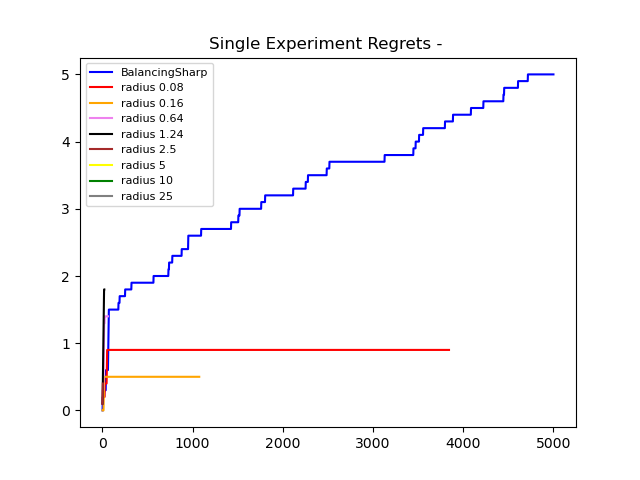 Single Experiment Regrets -
5
4
3
2
1
0
BalancingSharp
radius 0.08
radius 0.16
radius 0.64
radius 1.24
radius 2.5
radius 5
radius 10
radius 25
0 1000 2000 3000 4000 5000